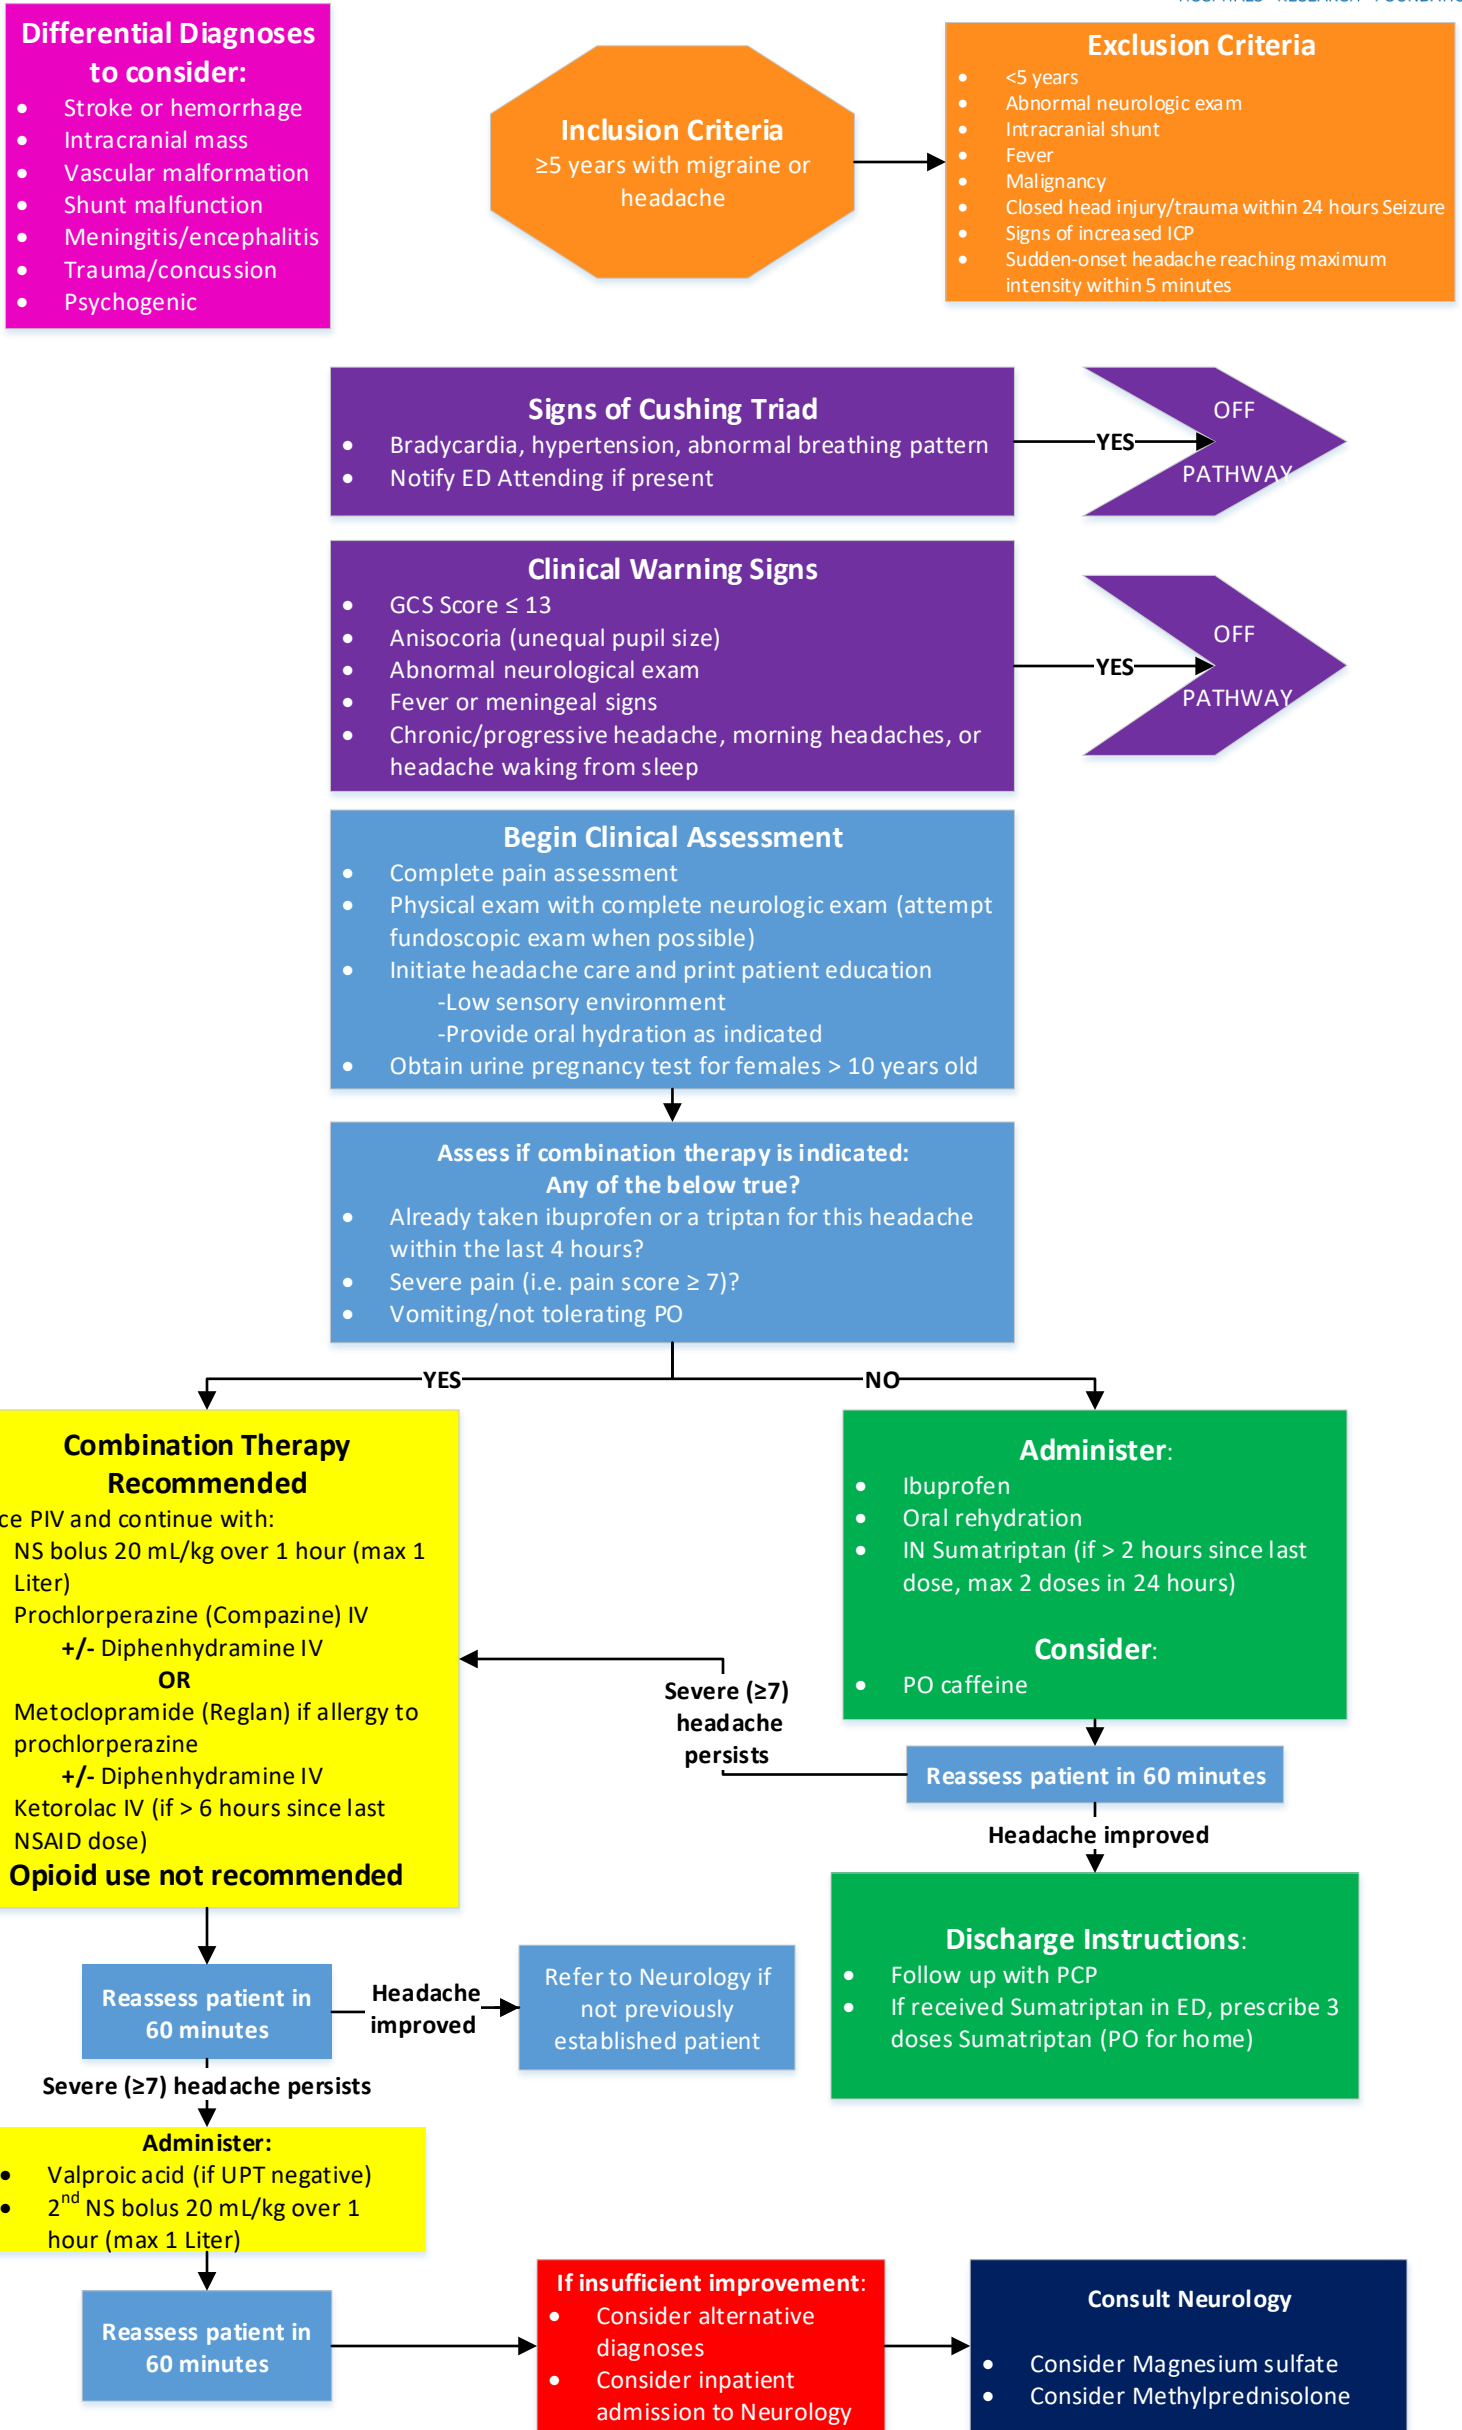 HOSPITALS RESEARCH FOUNDATIO
Differential Diagnoses
to consider:
• Stroke or hemorrhage
• Intracranial mass
• Vascular malformation
• Shunt malfunction
• Meningitis/encephalitis
• Trauma/concussion
• Psychogenic
Inclusion Criteria
≥5 years with migraine or
headache
Exclusion Criteria
• <5 years
• Abnormal neurologic exam
• Intracranial shunt
• Fever
• Malignancy
• Closed head injury/trauma within 24 hours Seizure
• Signs of increased ICP
• Sudden-onset headache reaching maximum
intensity within 5 minutes
Signs of Cushing Triad
• Bradycardia, hypertension, abnormal breathing pattern
• Notify ED Attending if present
YES
OFF
PATHWAY
Clinical Warning Signs
• GCS Score ≤ 13
• Anisocoria (unequal pupil size)
• Abnormal neurological exam
• Fever or meningeal signs
• Chronic/progressive headache, morning headaches, or
headache waking from sleep
YES
OFF
PATHWAY
Begin Clinical Assessment
• Complete pain assessment
• Physical exam with complete neurologic exam (attempt
fundoscopic exam when possible)
• Initiate headache care and print patient education
-Low sensory environment
-Provide oral hydration as indicated
• Obtain urine pregnancy test for females > 10 years old
Assess if combination therapy is indicated:
Any of the below true?
• Already taken ibuprofen or a triptan for this headache
within the last 4 hours?
• Severe pain (i.e. pain score ≥ 7)?
• Vomiting/not tolerating PO
YES
NO
Combination Therapy
Recommended
ce PIV and continue with:
NS bolus 20 mL/kg over 1 hour (max 1
Liter)
Prochlorperazine (Compazine) IV
+/- Diphenhydramine IV
OR
Metoclopramide (Reglan) if allergy to
prochlorperazine
+/- Diphenhydramine IV
Ketorolac IV (if > 6 hours since last
NSAID dose)
Opioid use not recommended
Administer:
• Ibuprofen
• Oral rehydration
• IN Sumatriptan (if > 2 hours since last
dose, max 2 doses in 24 hours)
Consider:
• PO caffeine
Severe (≥7)
headache
persists
Reassess patient in 60 minutes
Headache improved
Discharge Instructions:
• Follow up with PCP
• If received Sumatriptan in ED, prescribe 3
doses Sumatriptan (PO for home)
Reassess patient in
60 minutes
Headache
improved
Refer to Neurology if
not previously
established patient
Severe (≥7) headache persists
Administer:
• Valproic acid (if UPT negative)
• 2nd NS bolus 20 mL/kg over 1
hour (max 1 Liter)
Reassess patient in
60 minutes
If insufficient improvement:
• Consider alternative
diagnoses
• Consider inpatient
admission to Neurology
Consult Neurology
• Consider Magnesium sulfate
• Consider Methylprednisolone